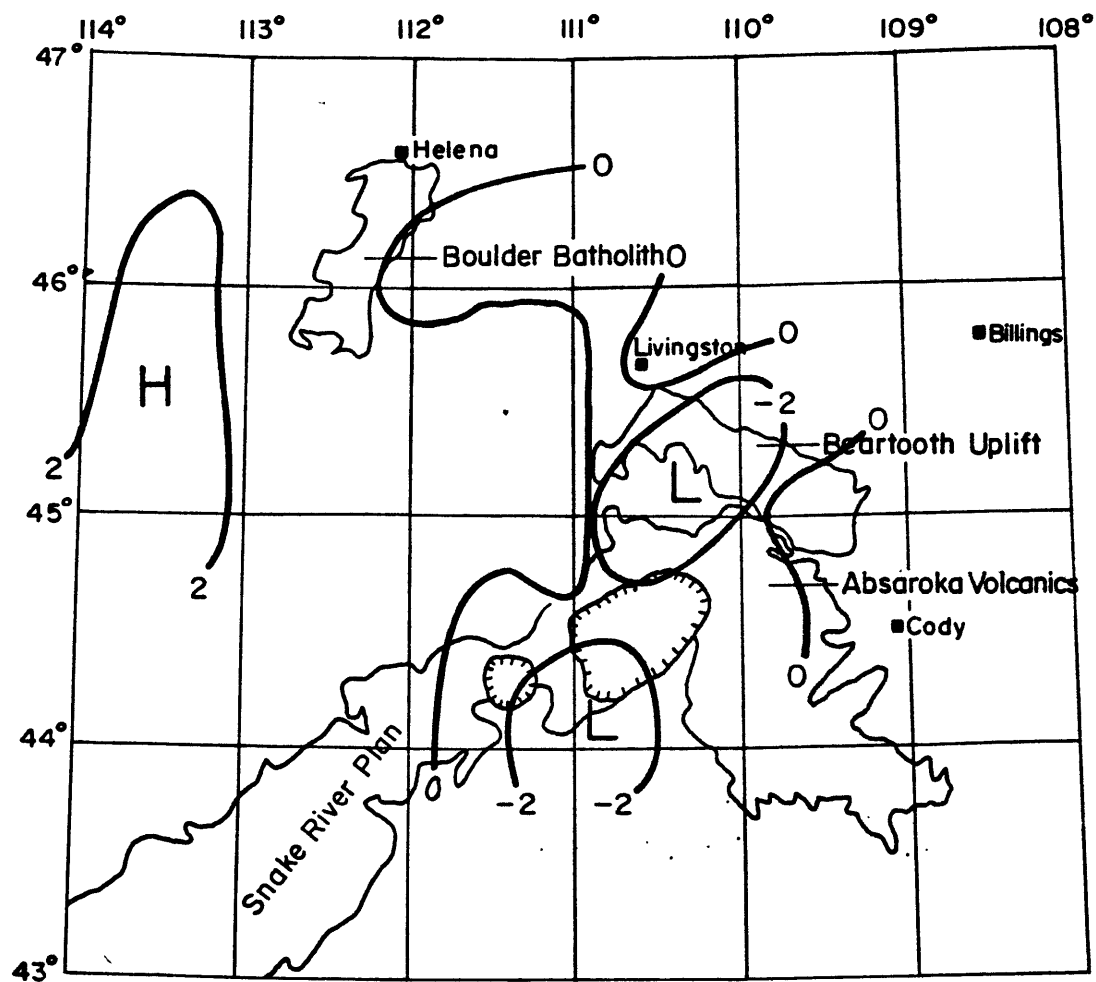 114° 113° 112° 111° 110° 109° 108°
47°
Helena
0
Boulder Batholith
0
46°
0
Livingston
Billings
H
-2
0
Beartooth Uplift
2
L
45°
2
Absaroka Volcanics
Cody
0
L
44°
0
-2
-2
Snake River Plan
43°